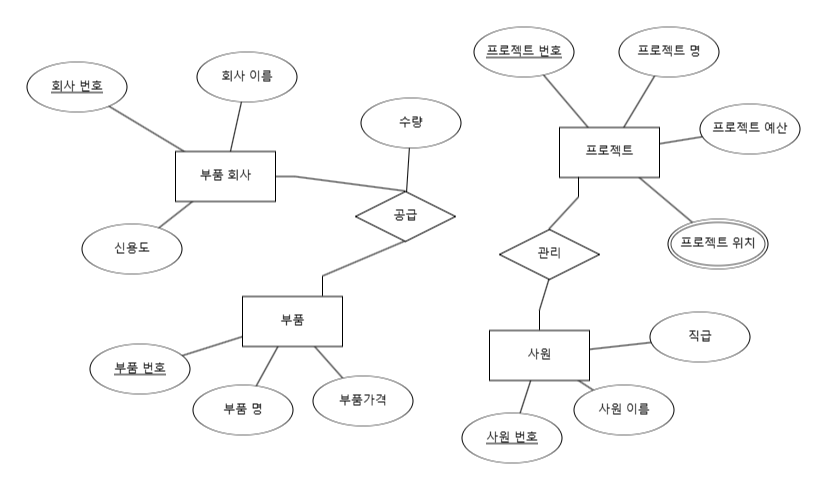 프로젝트 번호
프로젝트 명
회사 번호
회사 이름
수량
프로젝트 예산
부품 회사
프로젝트
공급
신용도
관리
프로젝트 위치
부품
사원
직급
부품 번호
부품 명
부품가격
사원 이름
사원 번호